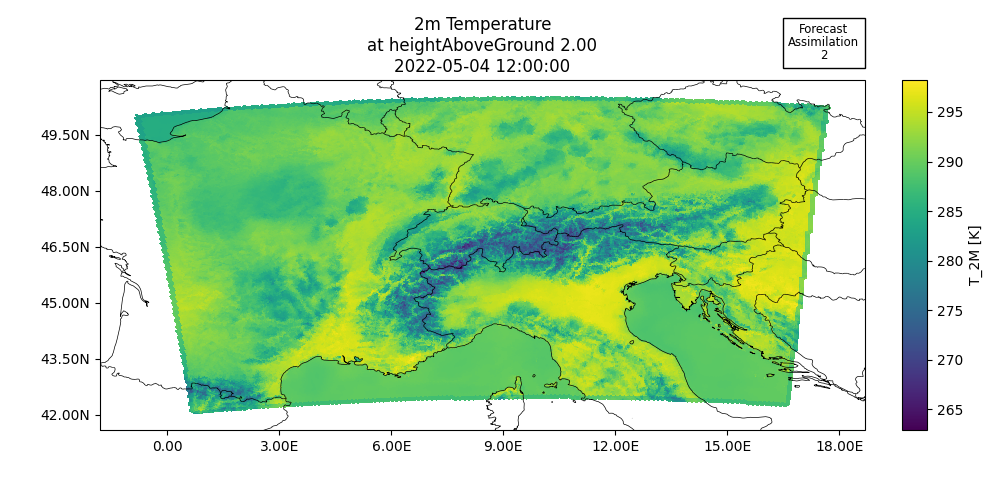 2m Temperature
at heightAboveGround 2.00
2022-05-04 12:00:00
Forecast
Assimilation
2
49.50N
48.00N
46.50N
45.00N
43.50N
42.00N
0.00
3.00E
6.00E
9.00E
12.00E
15.00E
18.00E
295
290
285
280
275
270
265
T_2M [K]